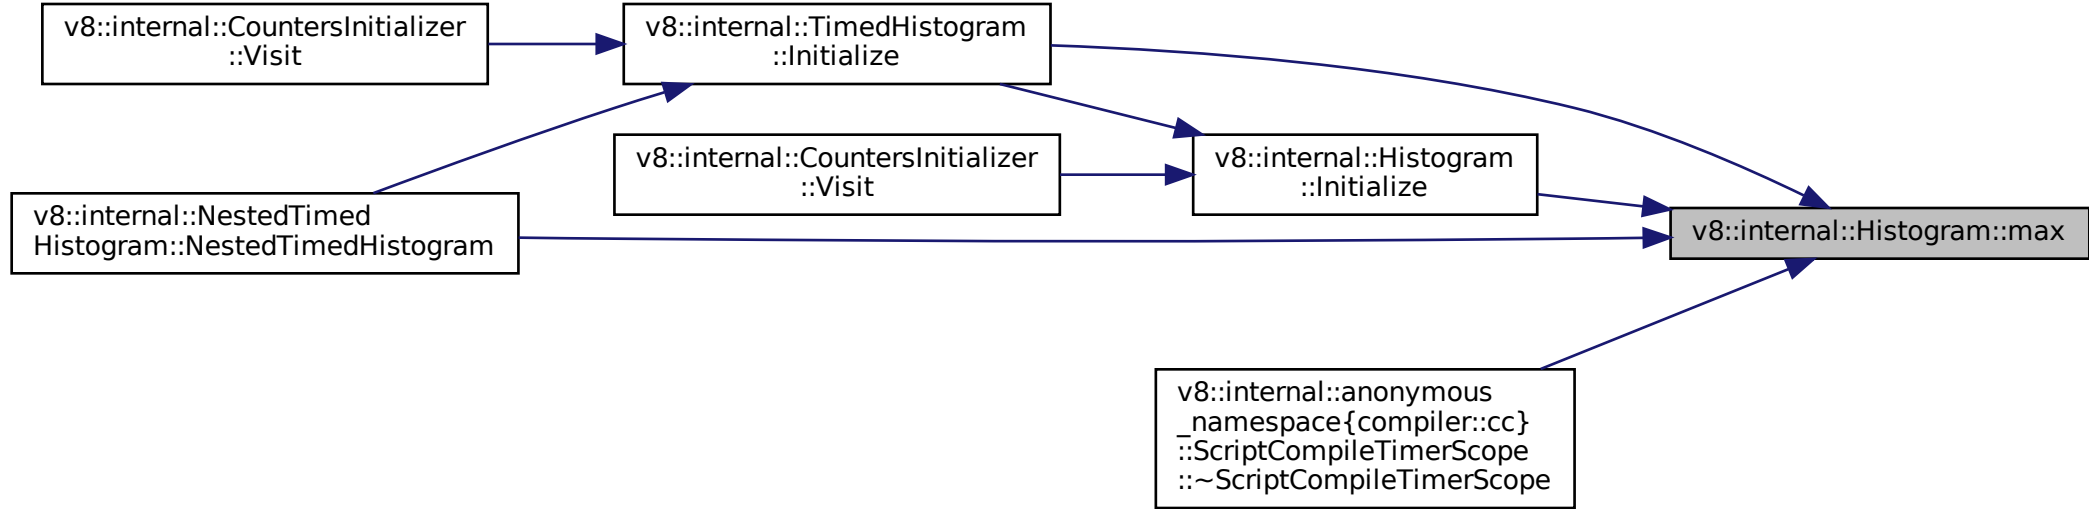 v8::internal::CountersInitializer
::Visit
v8::internal::TimedHistogram
::Initialize
v8::internal::CountersInitializer
::Visit
v8::internal::Histogram
::Initialize
v8::internal::NestedTimed
Histogram::NestedTimedHistogram
v8::internal::Histogram::max
v8::internal::anonymous
_namespace{compiler::cc}
::ScriptCompileTimerScope
::~ScriptCompileTimerScope